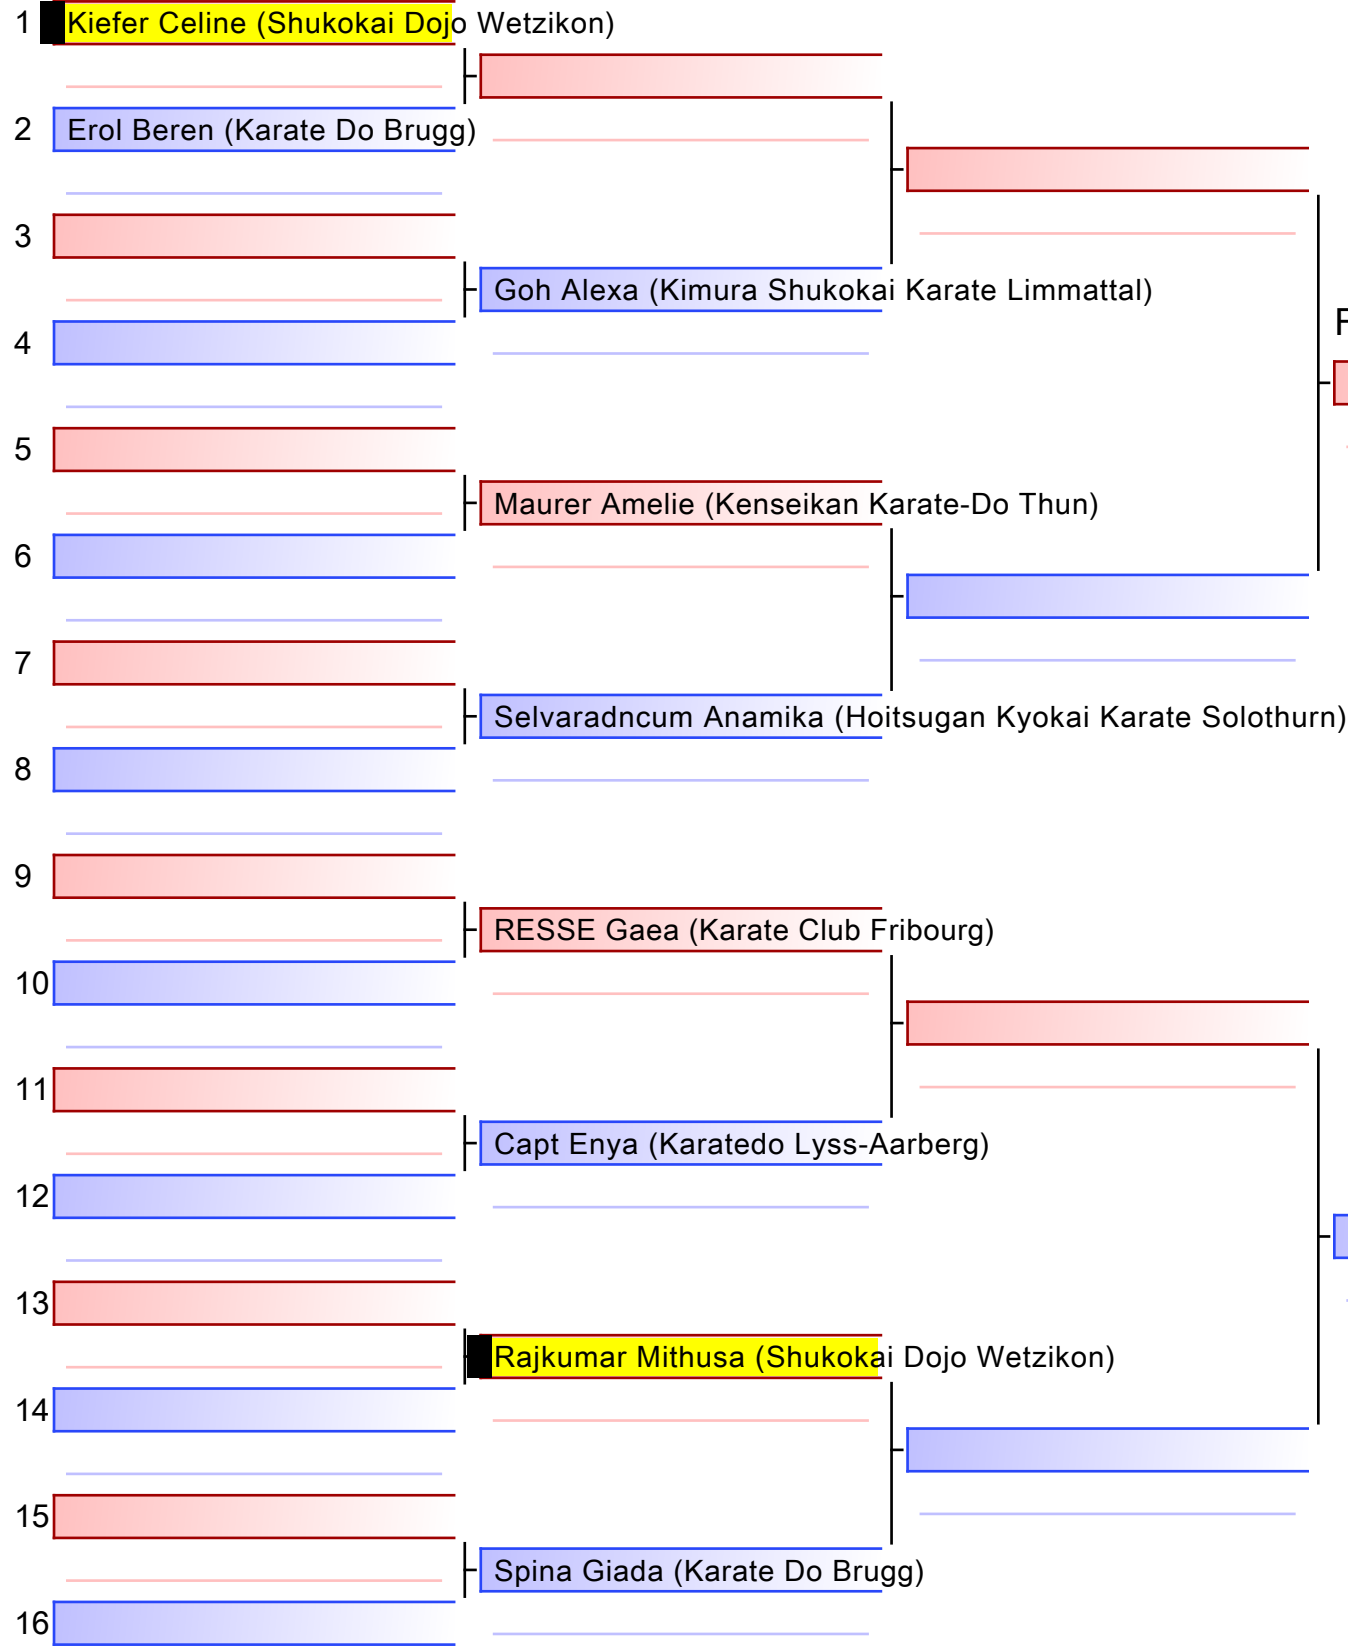 1 Kiefer Celine (Shukokai Dojo Wetzikon)
2 Erol Beren (Karate Do Brugg)
3
Goh Alexa (Kimura Shukokai Karate Limmattal)
4
5
Maurer Amelie (Kenseikan Karate-Do Thun)
6
7
Selvaradncum Anamika (Hoitsugan Kyokai Karate Solothurn)
8
9
RESSE Gaea (Karate Club Fribourg)
10
11
Capt Enya (Karatedo Lyss-Aarberg)
12
13
Rajkumar Mithusa (Shukokai Dojo Wetzikon)
14
15
Spina Giada (Karate Do Brugg)
16